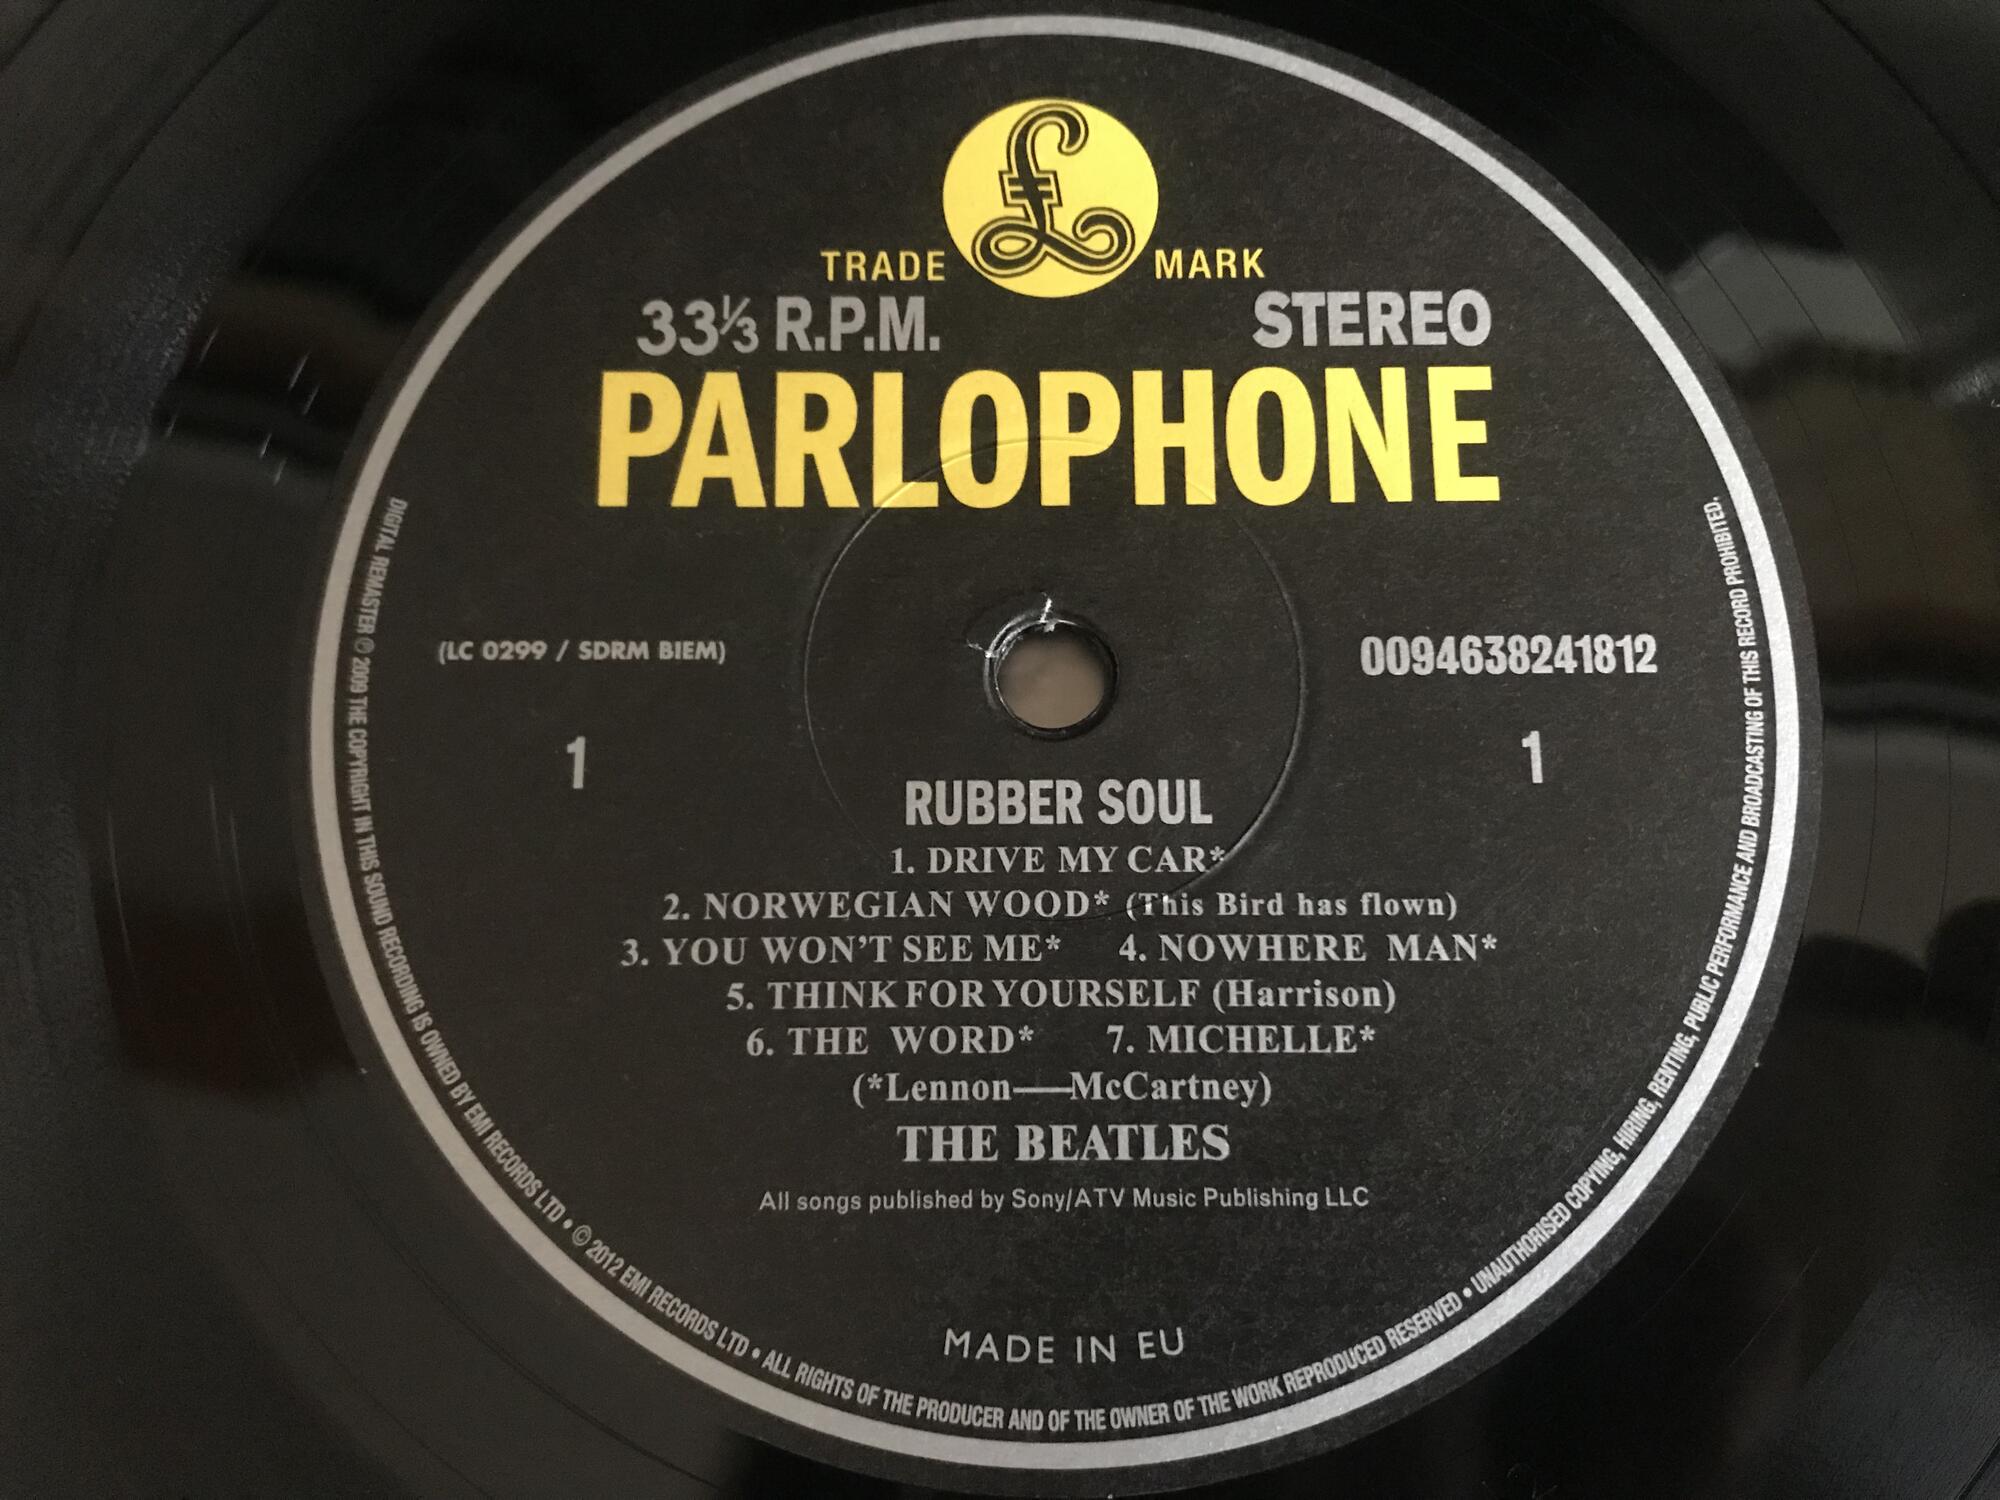 £
TRADE MARK
33⅓ R.P.M. STEREO
PARLOPHONE
(LC 0299 / SDRM BIEM) 0094638241812
1 1
RUBBER SOUL
1. DRIVE MY CAR*
2. NORWEGIAN WOOD* (This Bird has flown)
3. YOU WON'T SEE ME* 4. NOWHERE MAN*
5. THINK FOR YOURSELF (Harrison)
6. THE WORD* 7. MICHELLE*
(*Lennon—McCartney)
THE BEATLES
All songs published by Sony/ATV Music Publishing LLC
MADE IN EU
DIGITAL REMASTER ℗ 2009 THE COPYRIGHT IN THIS SOUND RECORDING IS OWNED BY EMI RECORDS LTD • © 2012 EMI RECORDS LTD • ALL RIGHTS OF THE PRODUCER AND OF THE OWNER OF THE WORK REPRODUCED RESERVED • UNAUTHORISED COPYING, HIRING, RENTING, PUBLIC PERFORMANCE AND BROADCASTING OF THIS RECORD PROHIBITED.